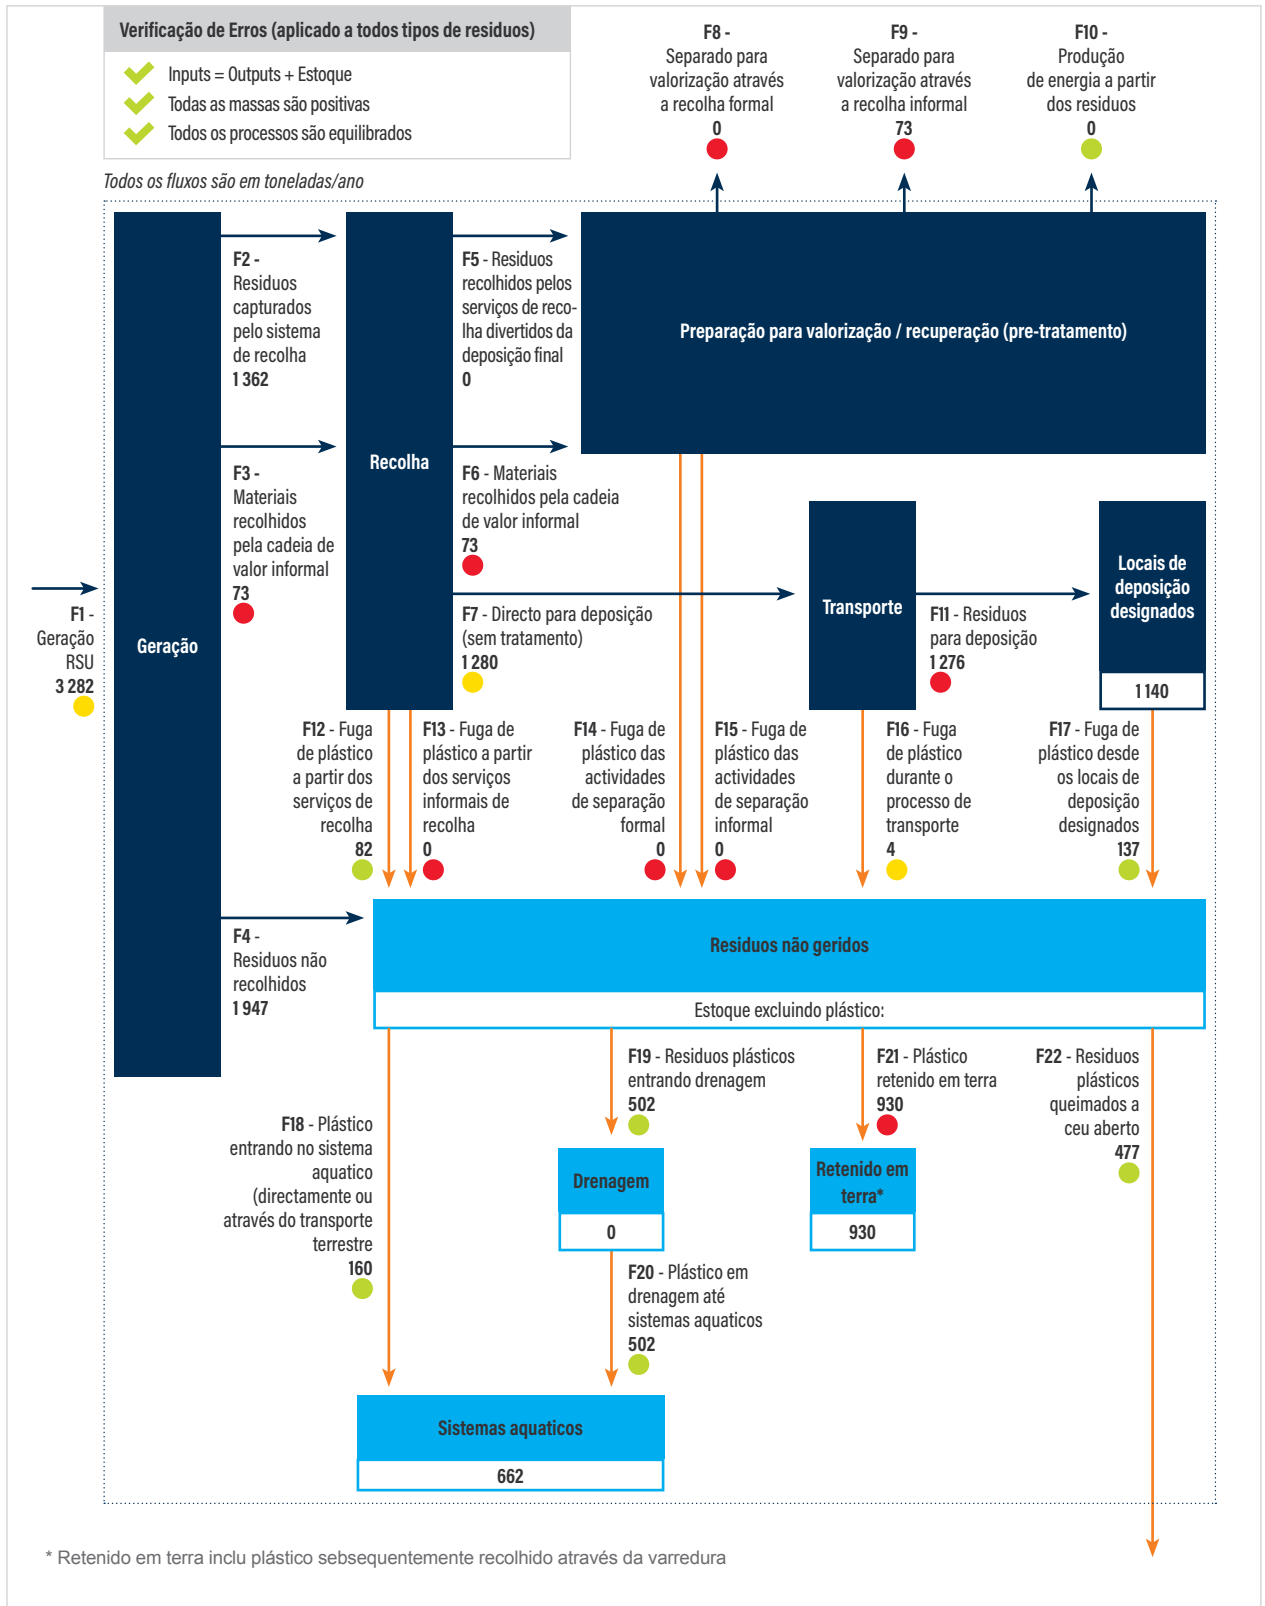 Verificação de Erros (aplicado a todos tipos de residuos)
Inputs = Outputs + Estoque
Todas as massas são positivas
Todos os processos são equilibrados
F8 -
Separado para
valorização através
a recolha formal
0
F9 -
Separado para
valorização através
a recolha informal
73
F10 -
Produção
de energia a partir
dos residuos
0
Todos os fluxos são em toneladas/ano
F1 -
Geração
RSU
3 282
Geração
F2 -
Residuos
capturados
pelo sistema
de recolha
1 362
F3 -
Materiais
recolhidos
pela cadeia de
valor informal
73
Recolha
F5 - Residuos
recolhidos pelos
serviços de reco-
lha divertidos da
deposição final
0
F6 - Materiais
recolhidos pela cadeia
de valor informal
73
F7 - Directo para deposição
(sem tratamento)
1 280
Preparação para valorização / recuperação (pre-tratamento)
Transporte
F11 - Residuos
para deposição
1 276
Locais de
deposição
designados
1 140
F12 - Fuga
de plástico
a partir dos
serviços de
recolha
82
F13 - Fuga de
plástico a partir
dos serviços
informais de
recolha
0
F14 - Fuga de
plástico das
actividades
de separação
formal
0
F15 - Fuga de
plástico das
actividades
de separação
informal
0
F16 - Fuga
de plástico
durante o
processo de
transporte
4
F17 - Fuga de
plástico desde
os locais de
deposição
designados
137
F4 -
Residuos não
recolhidos
1 947
Residuos não geridos
Estoque excluindo plástico:
F18 - Plástico
entrando no sistema
aquatico
(directamente ou
através do transporte
terrestre
160
F19 - Residuos plásticos
entrando drenagem
502
Drenagem
0
F20 - Plástico em
drenagem até
sistemas aquaticos
502
F21 - Plástico
retenido em terra
930
Retenido em
terra*
930
F22 - Residuos
plásticos
queimados a
ceu aberto
477
Sistemas aquaticos
662
* Retenido em terra inclu plástico sebsequentemente recolhido através da varredura